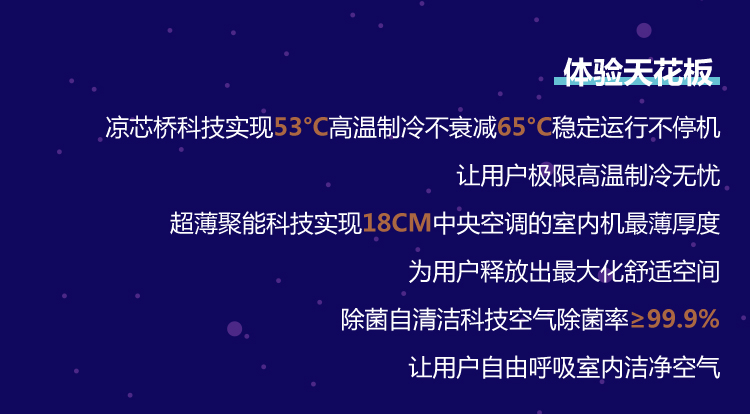 体验天花板
凉芯桥科技实现53°C高温制冷不衰减65°C稳定运行不停机
让用户极限高温制冷无忧
超薄聚能科技实现18CM中央空调的室内机最薄厚度
为用户释放出最大化舒适空间
除菌自清洁科技空气除菌率≥99.9%
让用户自由呼吸室内洁净空气